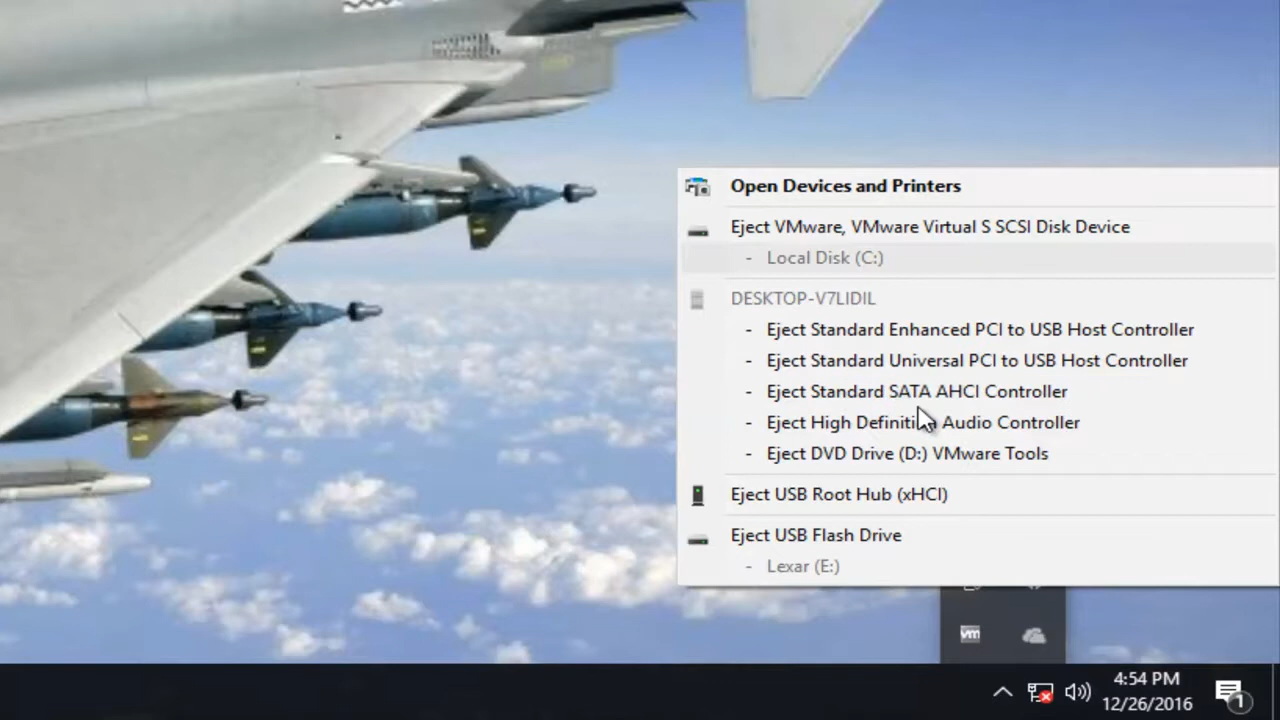 Open Devices and Printers
Eject VMware, VMware Virtual S SCSI Disk Device
- Local Disk (C:)
DESKTOP-V7LIDIL
- Eject Standard Enhanced PCI to USB Host Controller
- Eject Standard Universal PCI to USB Host Controller
- Eject Standard SATA AHCI Controller
- Eject High Definition Audio Controller
- Eject DVD Drive (D:) VMware Tools
Eject USB Root Hub (xHCI)
Eject USB Flash Drive
- Lexar (E:)
vm
4:54 PM
12/26/2016
1